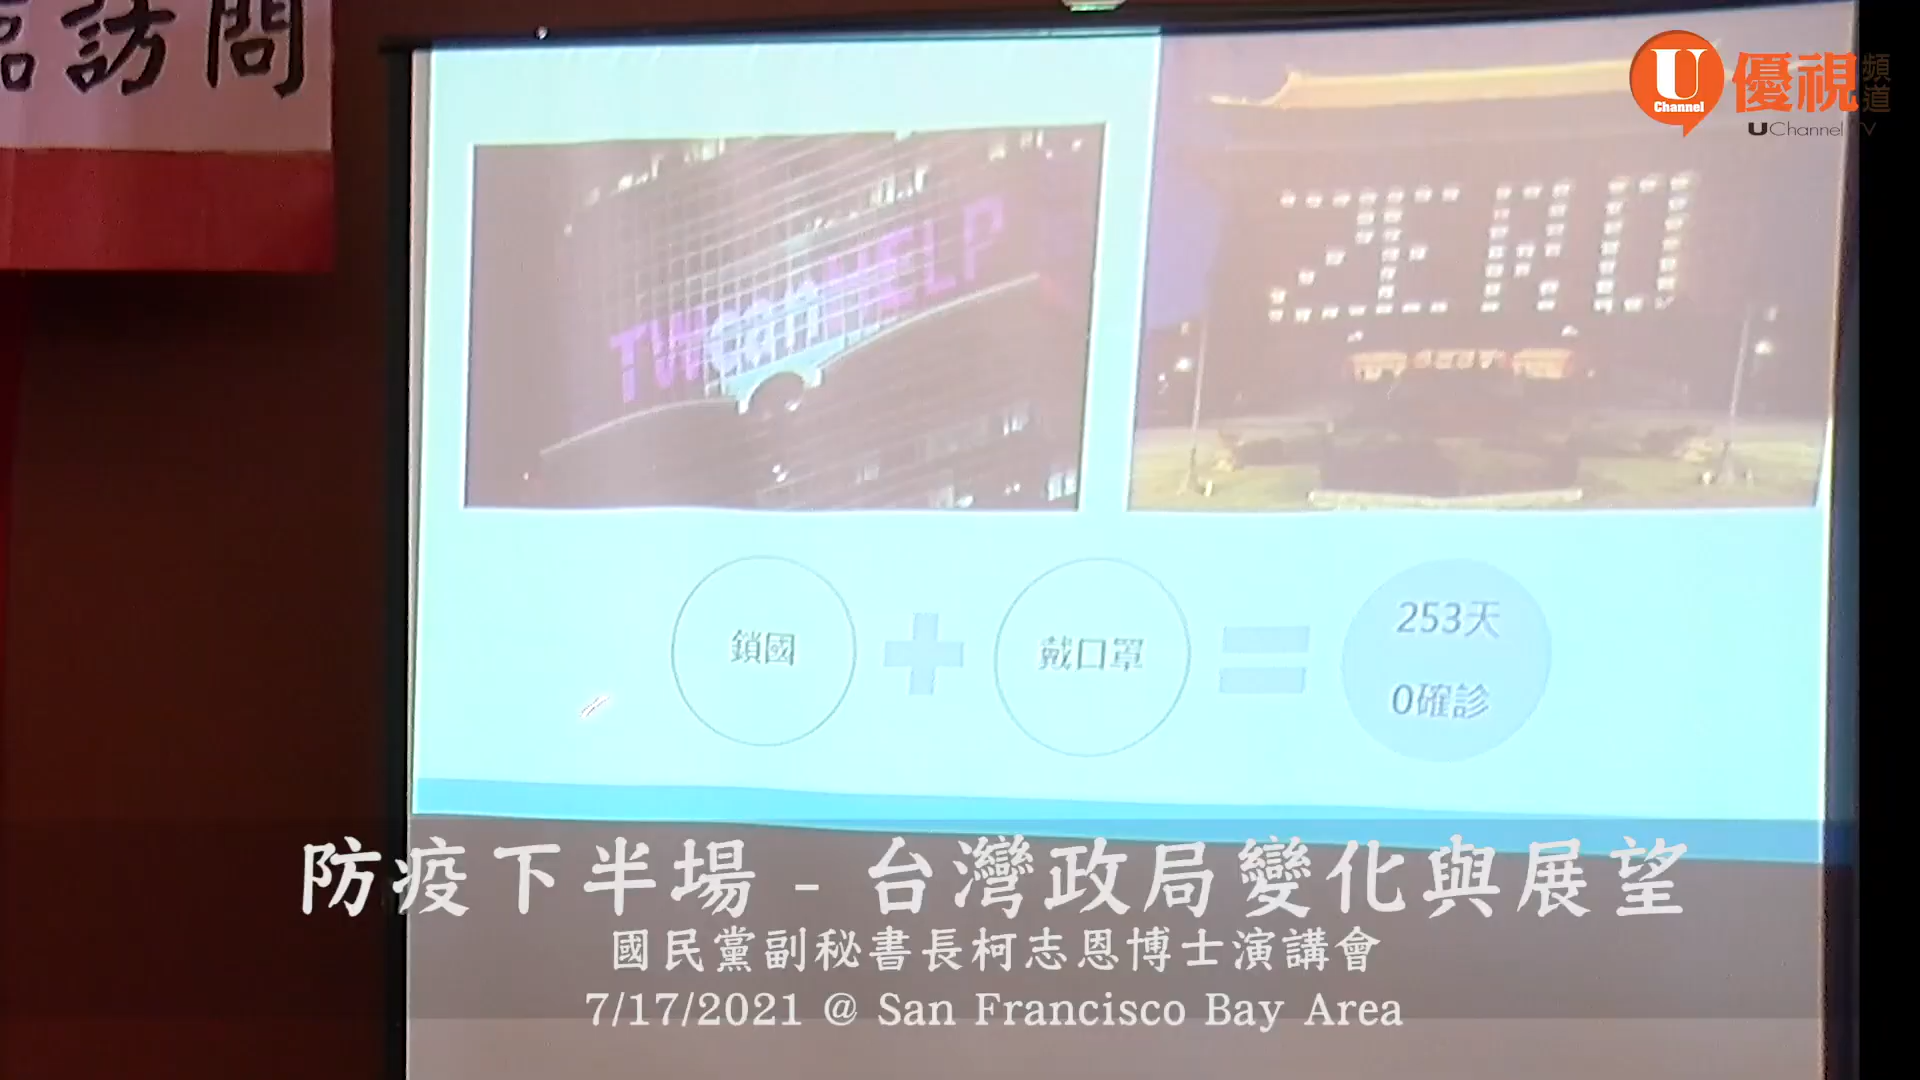 臨訪問
U
Channel
優視頻道
UChannel TV
TWcanHELP
ZERO
鎖國
戴口罩
253天
0確診
防疫下半場 - 台灣政局變化與展望
國民黨副秘書長柯志恩博士演講會
7/17/2021 @ San Francisco Bay Area